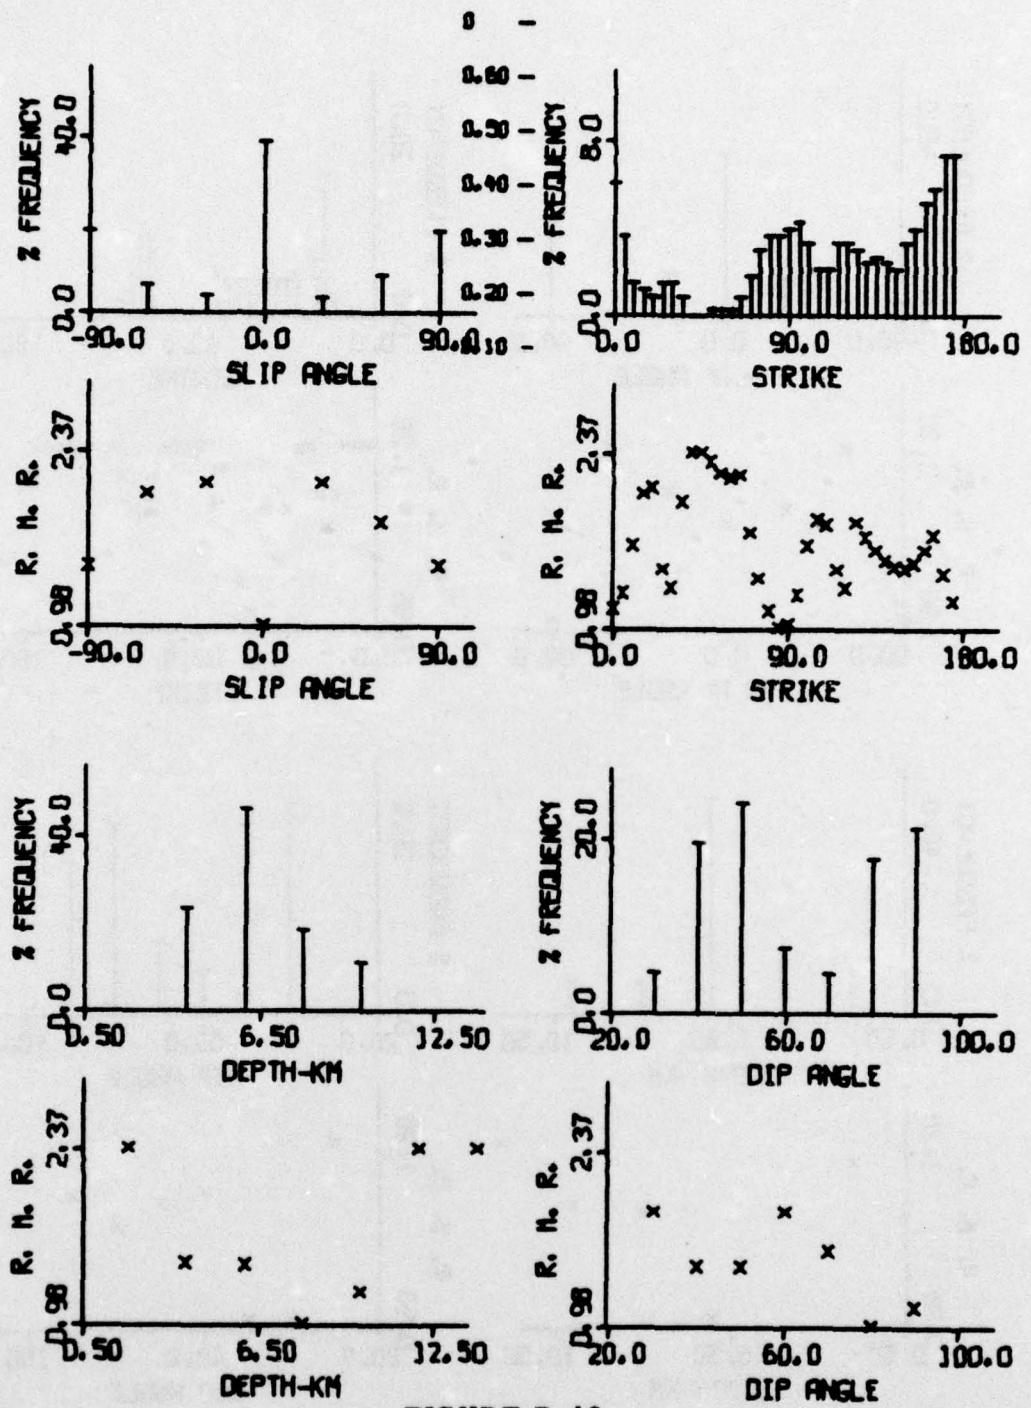 0 –
0.60 –
0.50 –
0.40 –
0.30 –
0.20 –
% FREQUENCY
40.0
0.0
-90.0 0.0 90.0
SLIP ANGLE
% FREQUENCY
8.0
0.0
0.0 90.0 180.0
STRIKE
R. M. R.
2.37
0.98
-90.0 0.0 90.0
SLIP ANGLE
R. M. R.
2.37
0.98
0.0 90.0 180.0
STRIKE
% FREQUENCY
40.0
0.0
0.50 6.50 12.50
DEPTH-KM
% FREQUENCY
20.0
0.0
20.0 60.0 100.0
DIP ANGLE
R. M. R.
2.37
0.98
0.50 6.50 12.50
DEPTH-KM
R. M. R.
2.37
0.98
20.0 60.0 100.0
DIP ANGLE